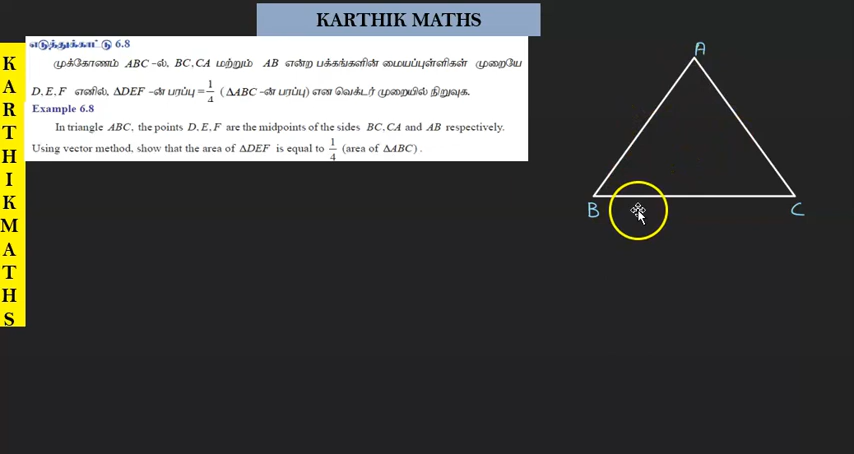 KARTHIK MATHS
K
A
R
T
H
I
K
M
A
T
H
S
எடுத்துக்காட்டு 6.8
முக்கோணம் ABC -ல், BC, CA மற்றும் AB என்ற பக்கங்களின் மையப்புள்ளிகள் முறையே
D, E, F எனில், ΔDEF -ன் பரப்பு = 1/4 ( ΔABC -ன் பரப்பு) என வெக்டர் முறையில் நிறுவுக.
Example 6.8
In triangle ABC, the points D, E, F are the midpoints of the sides BC, CA and AB respectively.
Using vector method, show that the area of ΔDEF is equal to 1/4 (area of ΔABC) .
A
B
C